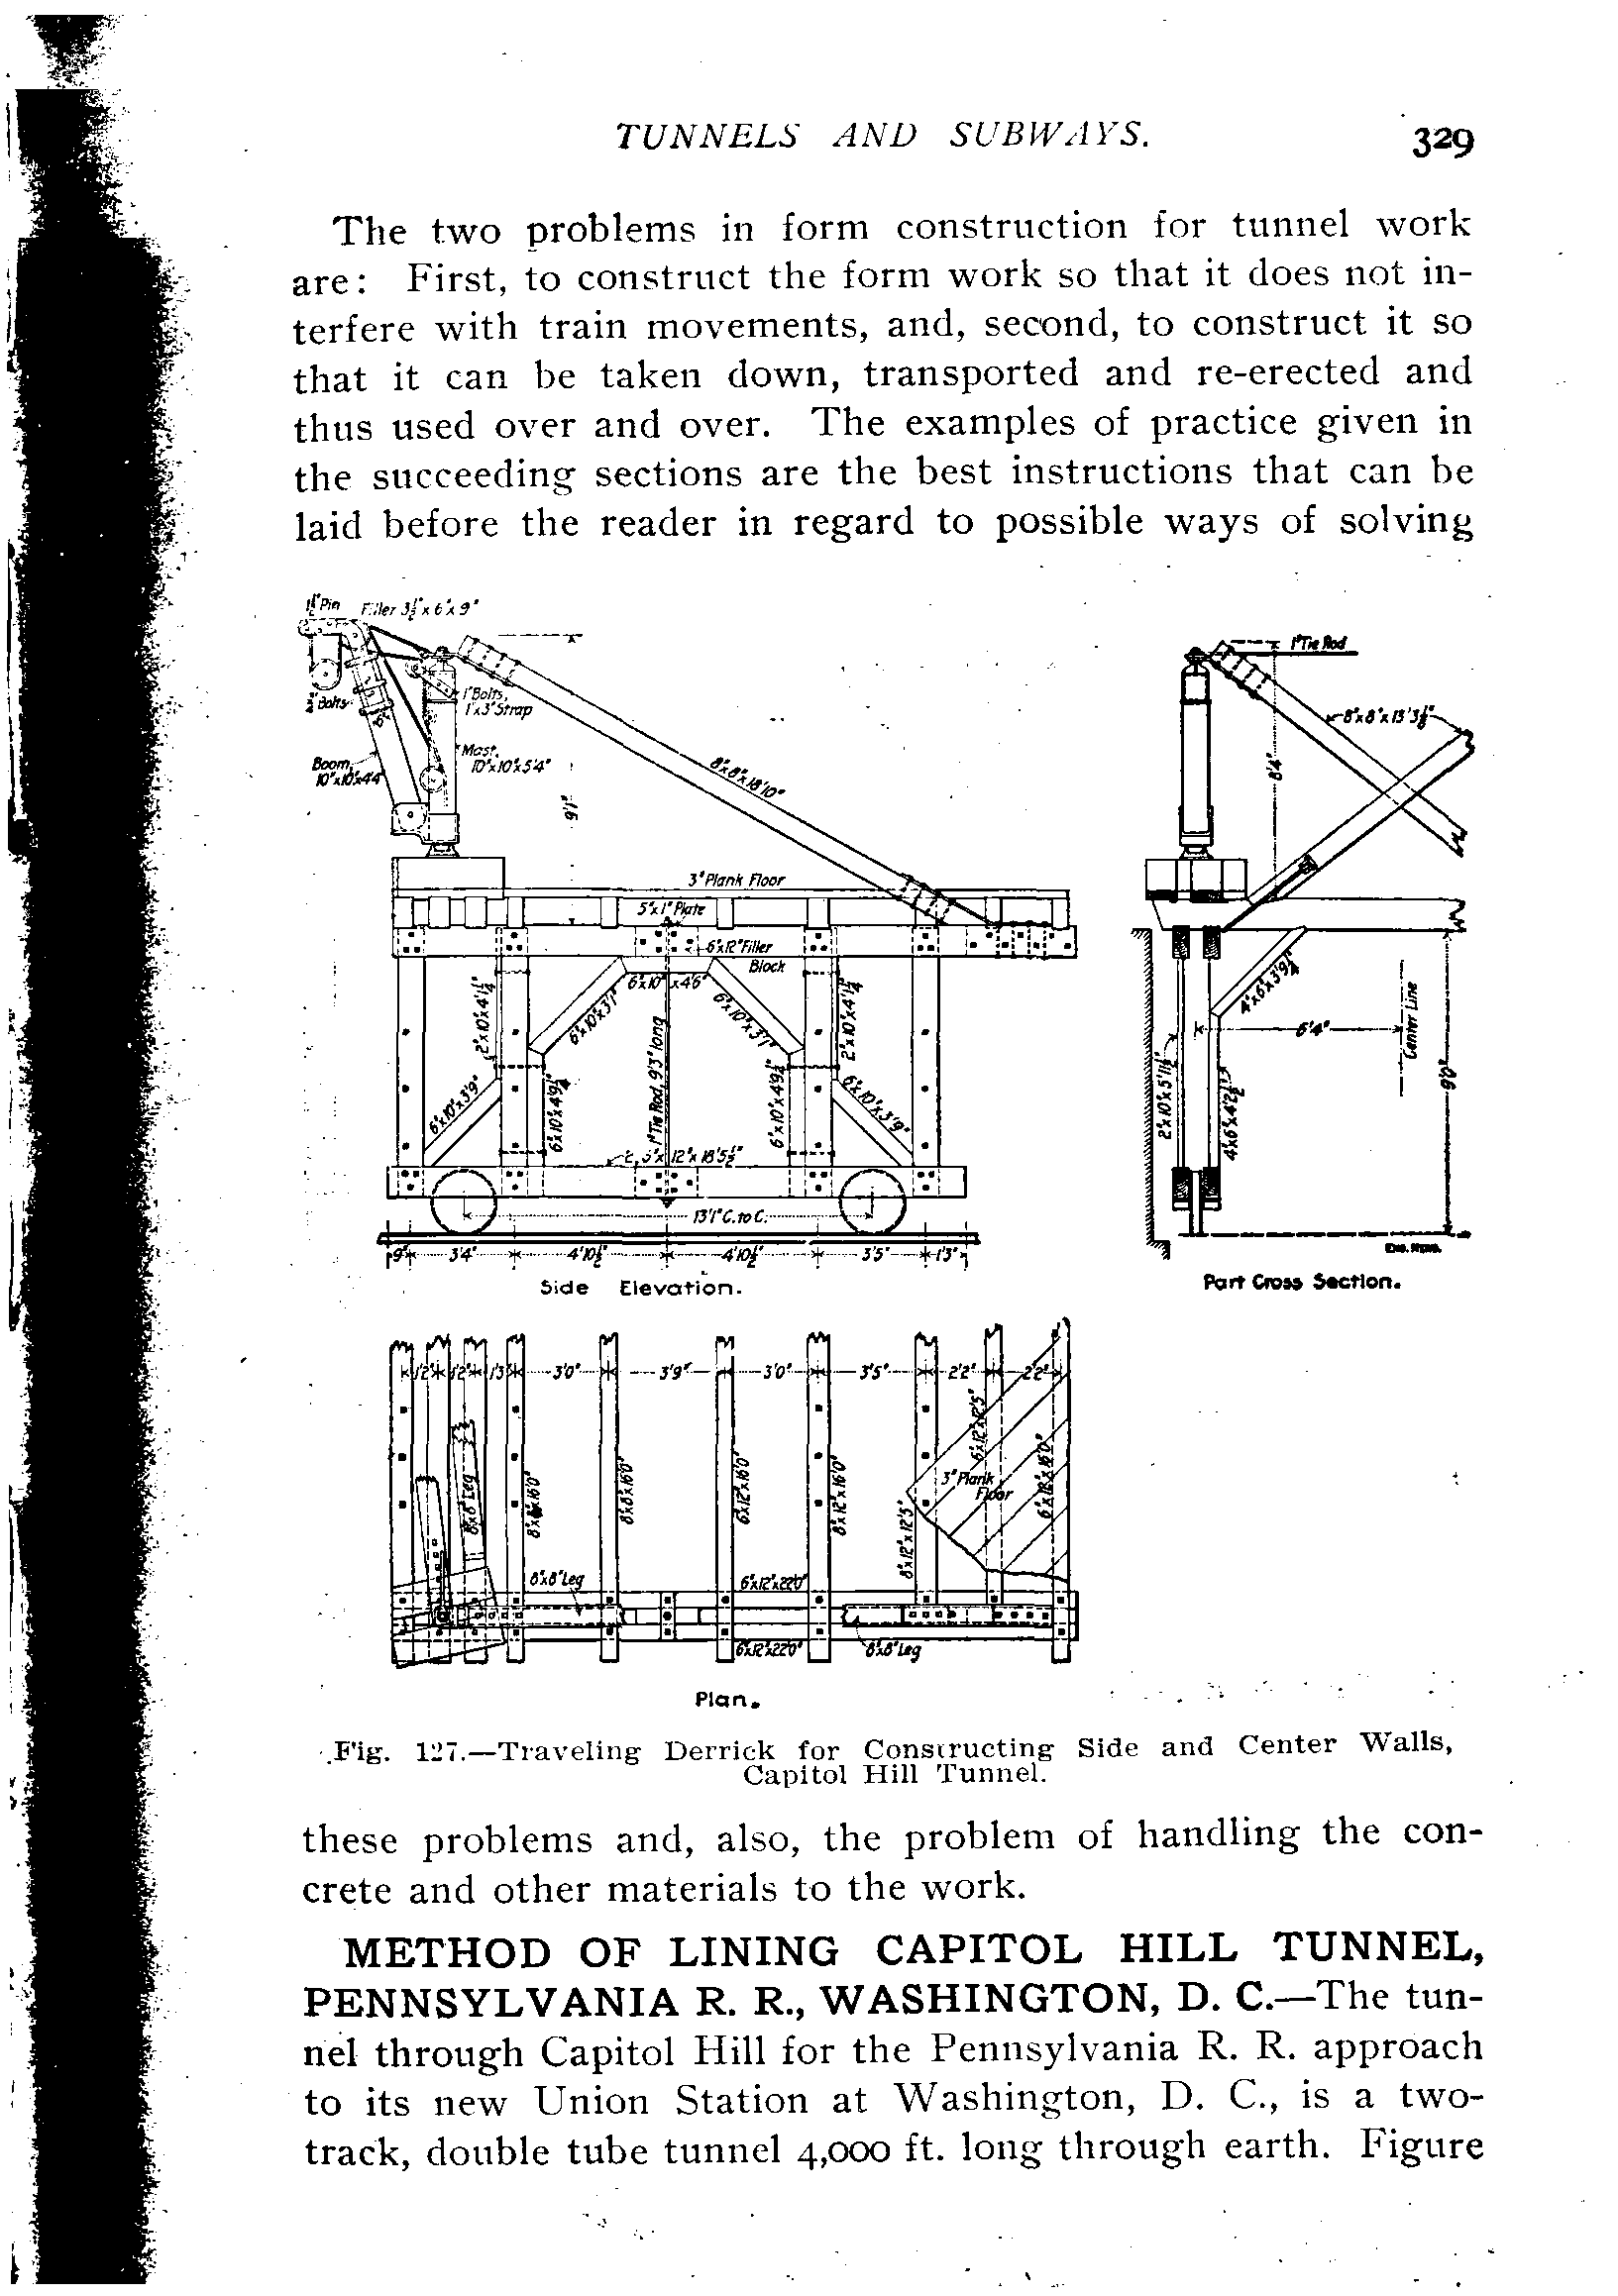 TUNNELS AND SUBWAYS.
329
The two problems in form construction for tunnel work
are: First, to construct the form work so that it does not in-
terfere with train movements, and, second, to construct it so
that it can be taken down, transported and re-erected and
thus used over and over. The examples of practice given in
the succeeding sections are the best instructions that can be
laid before the reader in regard to possible ways of solving
1½"Pin Filler 3½"x6"x9"
¾"Bolts
1"Bolts,
1"x3"Strap
Mast,
10"x10"x5'4"
Boom,
10"x10"x4'4"
9'1"
8"x8"x18'10"
3"Plank Floor
5"x1"Plate
6"x12"Filler
Block
6"x10"x4'6"
2"x10"x4'1½"
6"x10"x3'1"
6"x10"x3'1"
2"x10"x4'1½"
6"x10"x3'9"
6"x10"x4'9½"
1"Tie Rod, 9'3"long
6"x10"x4'9½"
6"x10"x3'9"
12"x18'5½"
13'1"C.toC.
9" 3'4" 4'10½" 4'10½" 3'5" 1'3"
Side Elevation.
1"Tie Rod
8"x8"x13'3⅛"
8'4"
4"x6"x3'9¼"
6'4"
Center Line
2"x10"x5'11½"
4"x6"x4'2½"
9'0"
Eng. News.
Part Cross Section.
1'2" 1'2" 1'3" 3'0" 3'9" 3'0" 3'5" 2'2" 2'2"
8"x8"Leg
8"x8"x16'0"
8"x8"x16'0"
6"x12"x16'0"
8"x12"x16'0"
8"x12"x12'5"
6"x12"x12'5"
6"x12"x16'0"
3"Plank
Floor
8"x8"Leg
6"x12"x22'0"
6"x12"x22'0"
8"x8"Leg
Plan.
Fig. 127.—Traveling Derrick for Constructing Side and Center Walls,
Capitol Hill Tunnel.
these problems and, also, the problem of handling the con-
crete and other materials to the work.
METHOD OF LINING CAPITOL HILL TUNNEL,
PENNSYLVANIA R. R., WASHINGTON, D. C.—The tun-
nel through Capitol Hill for the Pennsylvania R. R. approach
to its new Union Station at Washington, D. C., is a two-
track, double tube tunnel 4,000 ft. long through earth. Figure